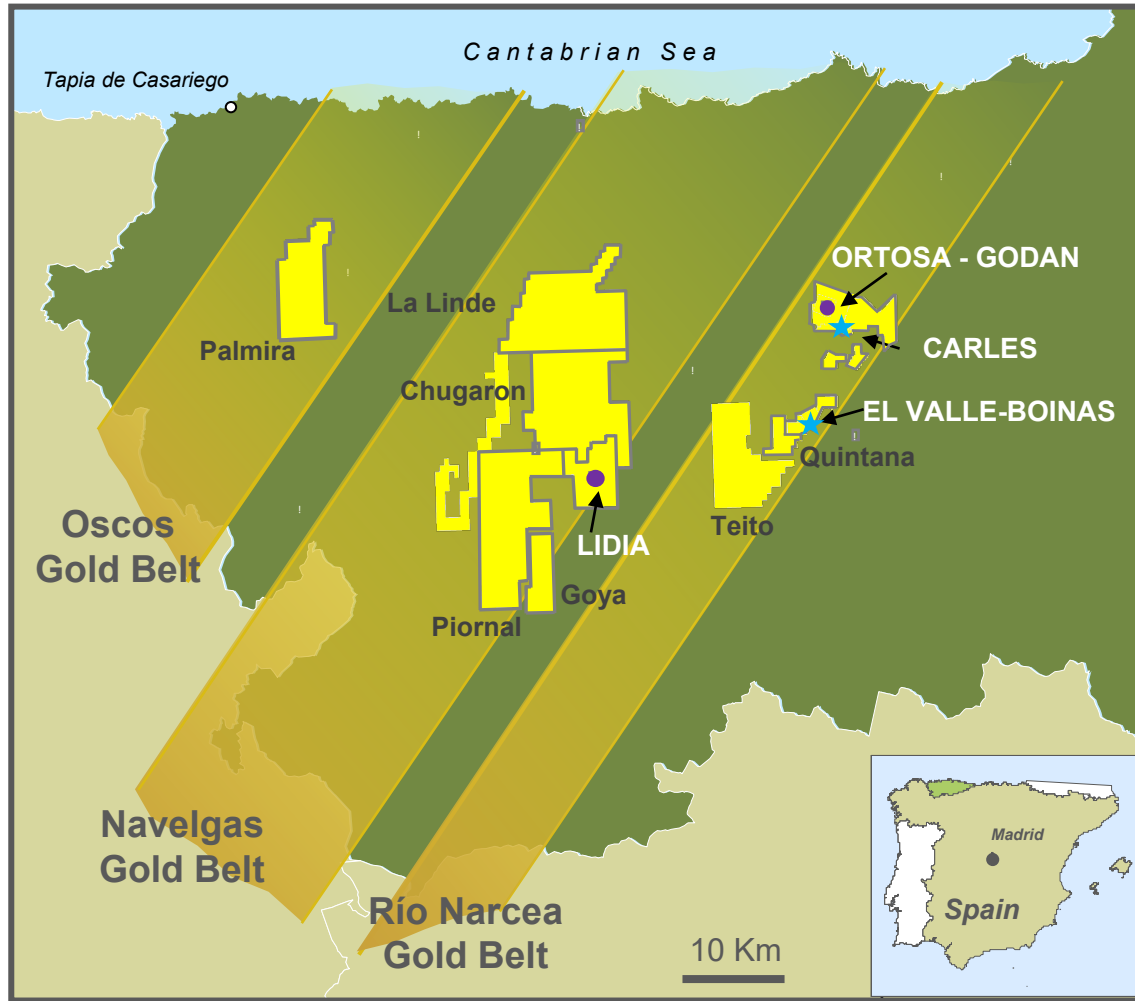 Cantabrian Sea
Tapia de Casariego
ORTOSA - GODAN
La Linde
Palmira
CARLES
Chugaron
EL VALLE-BOINAS
Quintana
Oscos
Gold Belt
Teito
LIDIA
Goya
Piornal
Navelgas
Gold Belt
Río Narcea
Gold Belt
10 Km
Madrid
Spain